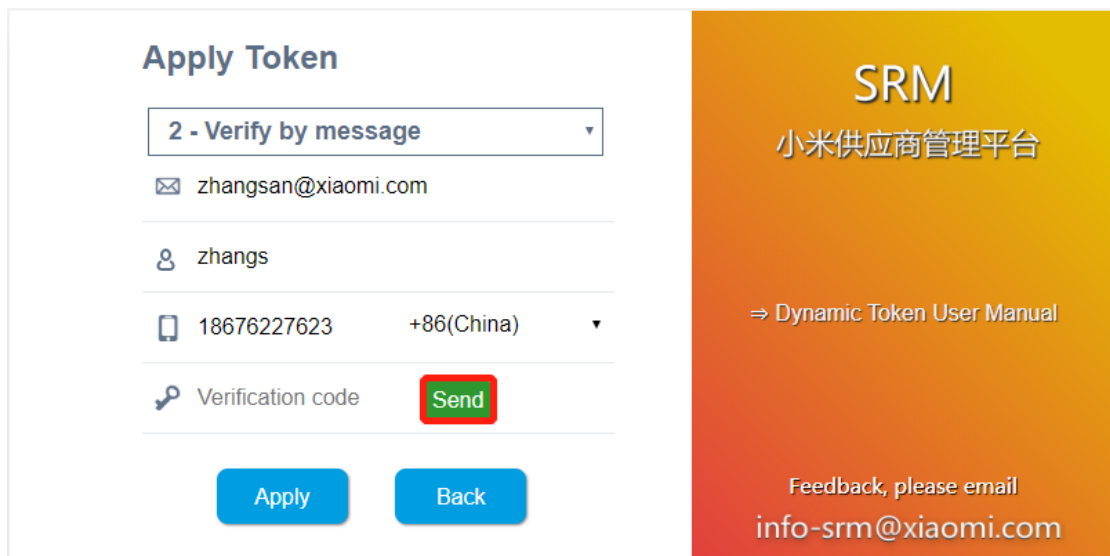 Apply Token
2 - Verify by message
zhangsan@xiaomi.com
zhangs
18676227623 +86(China)
Verification code Send
Apply Back
SRM
小米供应商管理平台
⇒ Dynamic Token User Manual
Feedback, please email
info-srm@xiaomi.com